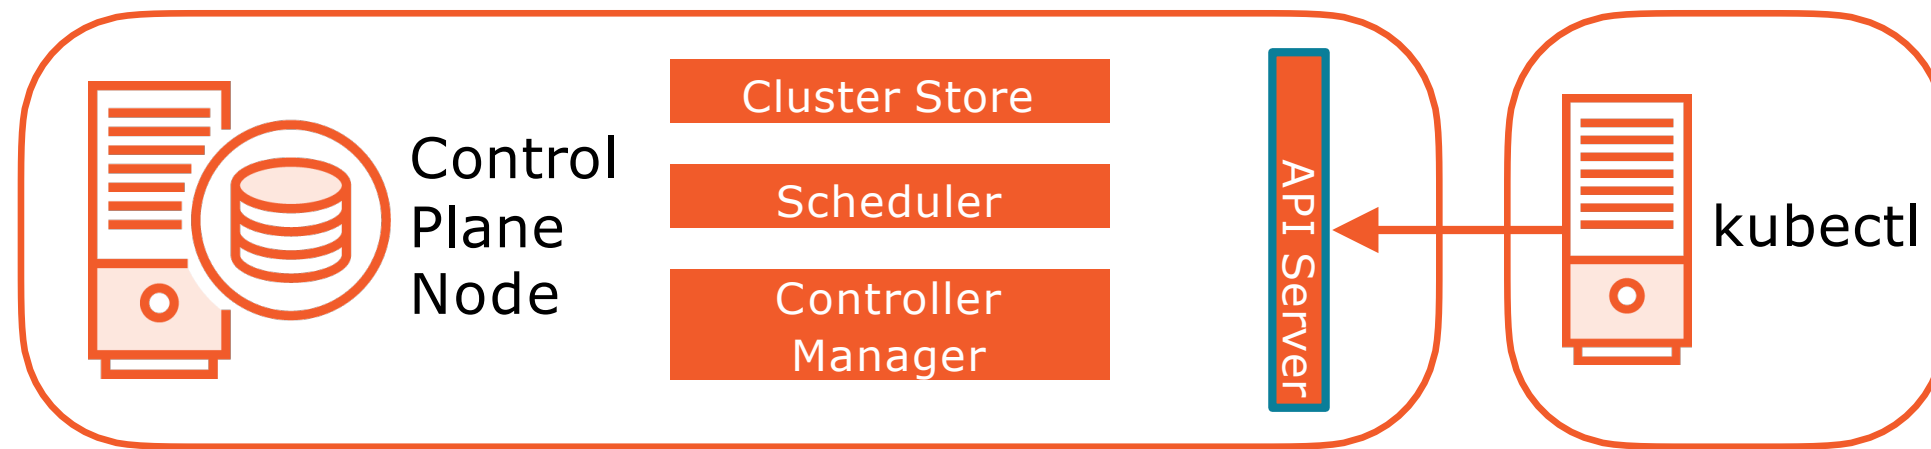 Control
Plane
Node
Cluster Store
Scheduler
Controller
Manager
API Server
kubectl